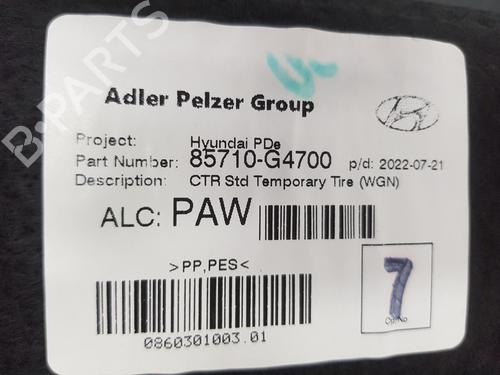 Adler Pelzer Group
Project: Hyundai PDe
Part Number: 85710-G4700 p/d: 2022-07-21
Description: CTR Std Temporary Tire (WGN)
ALC: PAW
>PP,PES<
7
0860301003.01
B-PARTS